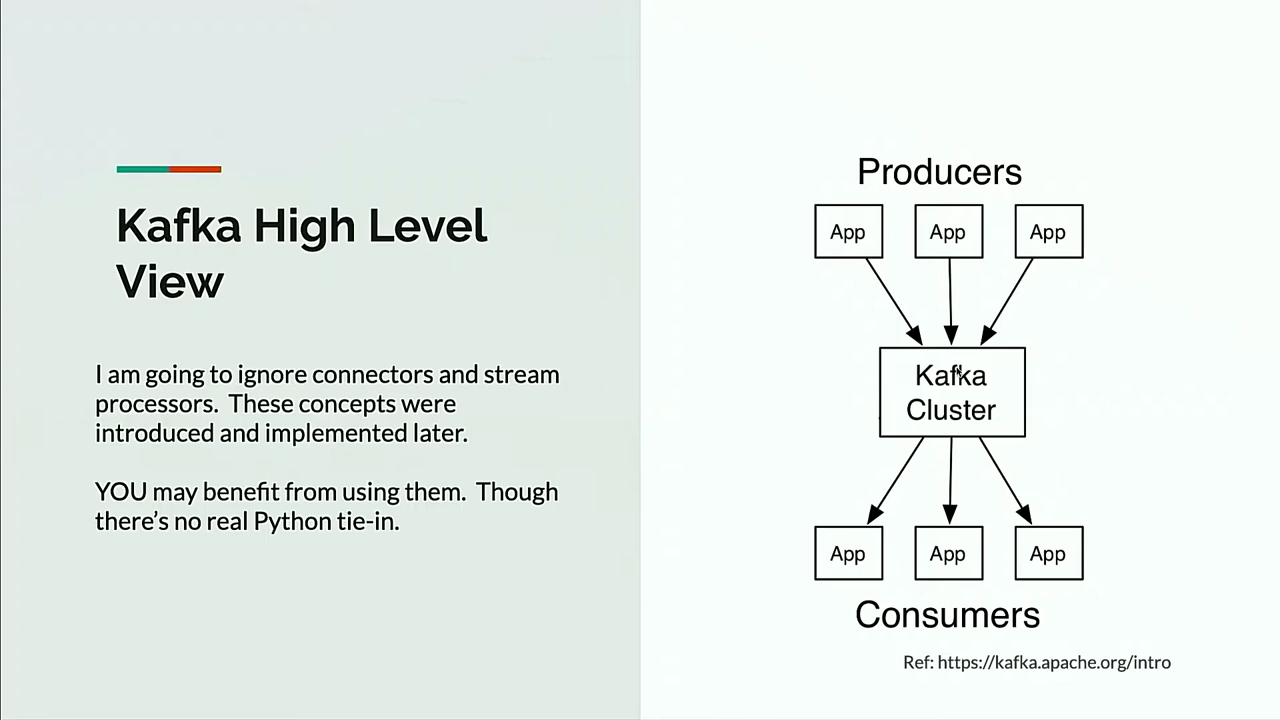 Kafka High Level
View
I am going to ignore connectors and stream
processors.  These concepts were
introduced and implemented later.
YOU may benefit from using them.  Though
there's no real Python tie-in.
Producers
App
App
App
Kafka
Cluster
App
App
App
Consumers
Ref: https://kafka.apache.org/intro